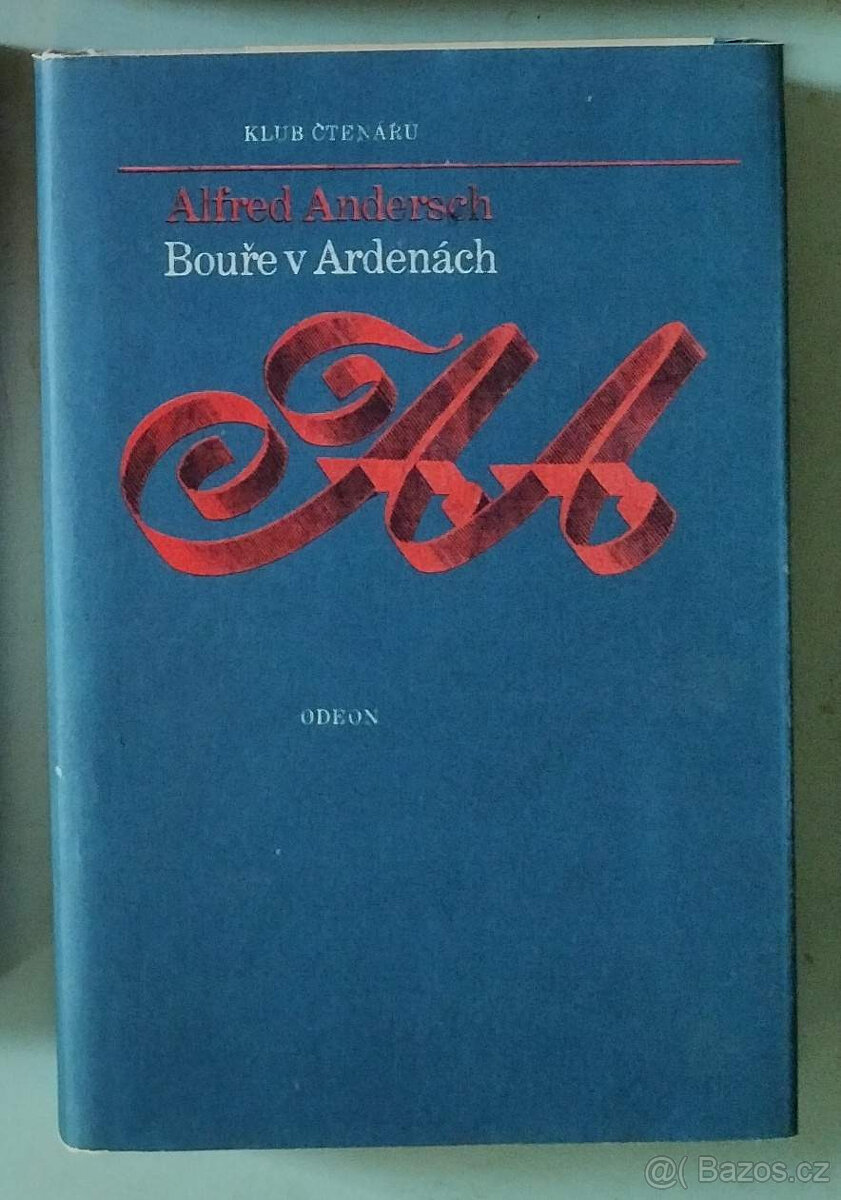 KLUB ČTENÁŘU
Alfred Andersch
Bouře v Ardenách
AA
ODEON
@( Bazos.cz